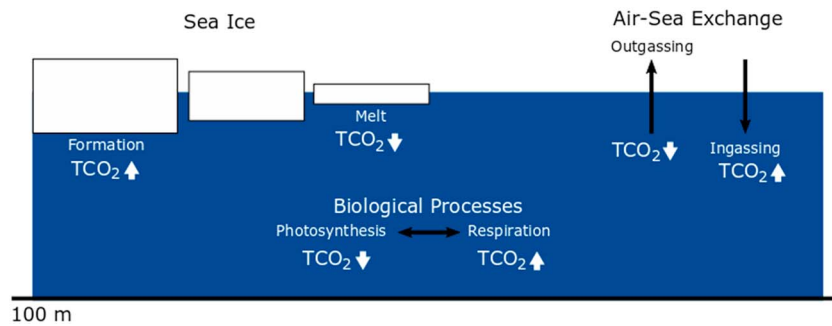 Sea Ice
Air-Sea Exchange
Outgassing
Formation
TCO₂
Melt
TCO₂
TCO₂
Ingassing
TCO₂
Biological Processes
Photosynthesis
Respiration
TCO₂
TCO₂
100 m